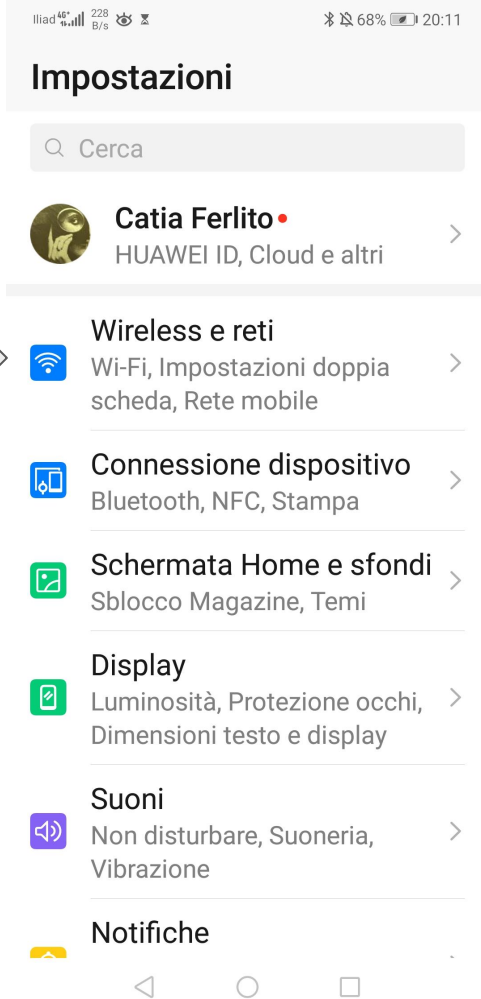 Iliad 4G+ 228 B/s 68% 20:11
Impostazioni
Cerca
Catia Ferlito
HUAWEI ID, Cloud e altri
Wireless e reti
Wi-Fi, Impostazioni doppia
scheda, Rete mobile
Connessione dispositivo
Bluetooth, NFC, Stampa
Schermata Home e sfondi
Sblocco Magazine, Temi
Display
Luminosità, Protezione occhi,
Dimensioni testo e display
Suoni
Non disturbare, Suoneria,
Vibrazione
Notifiche